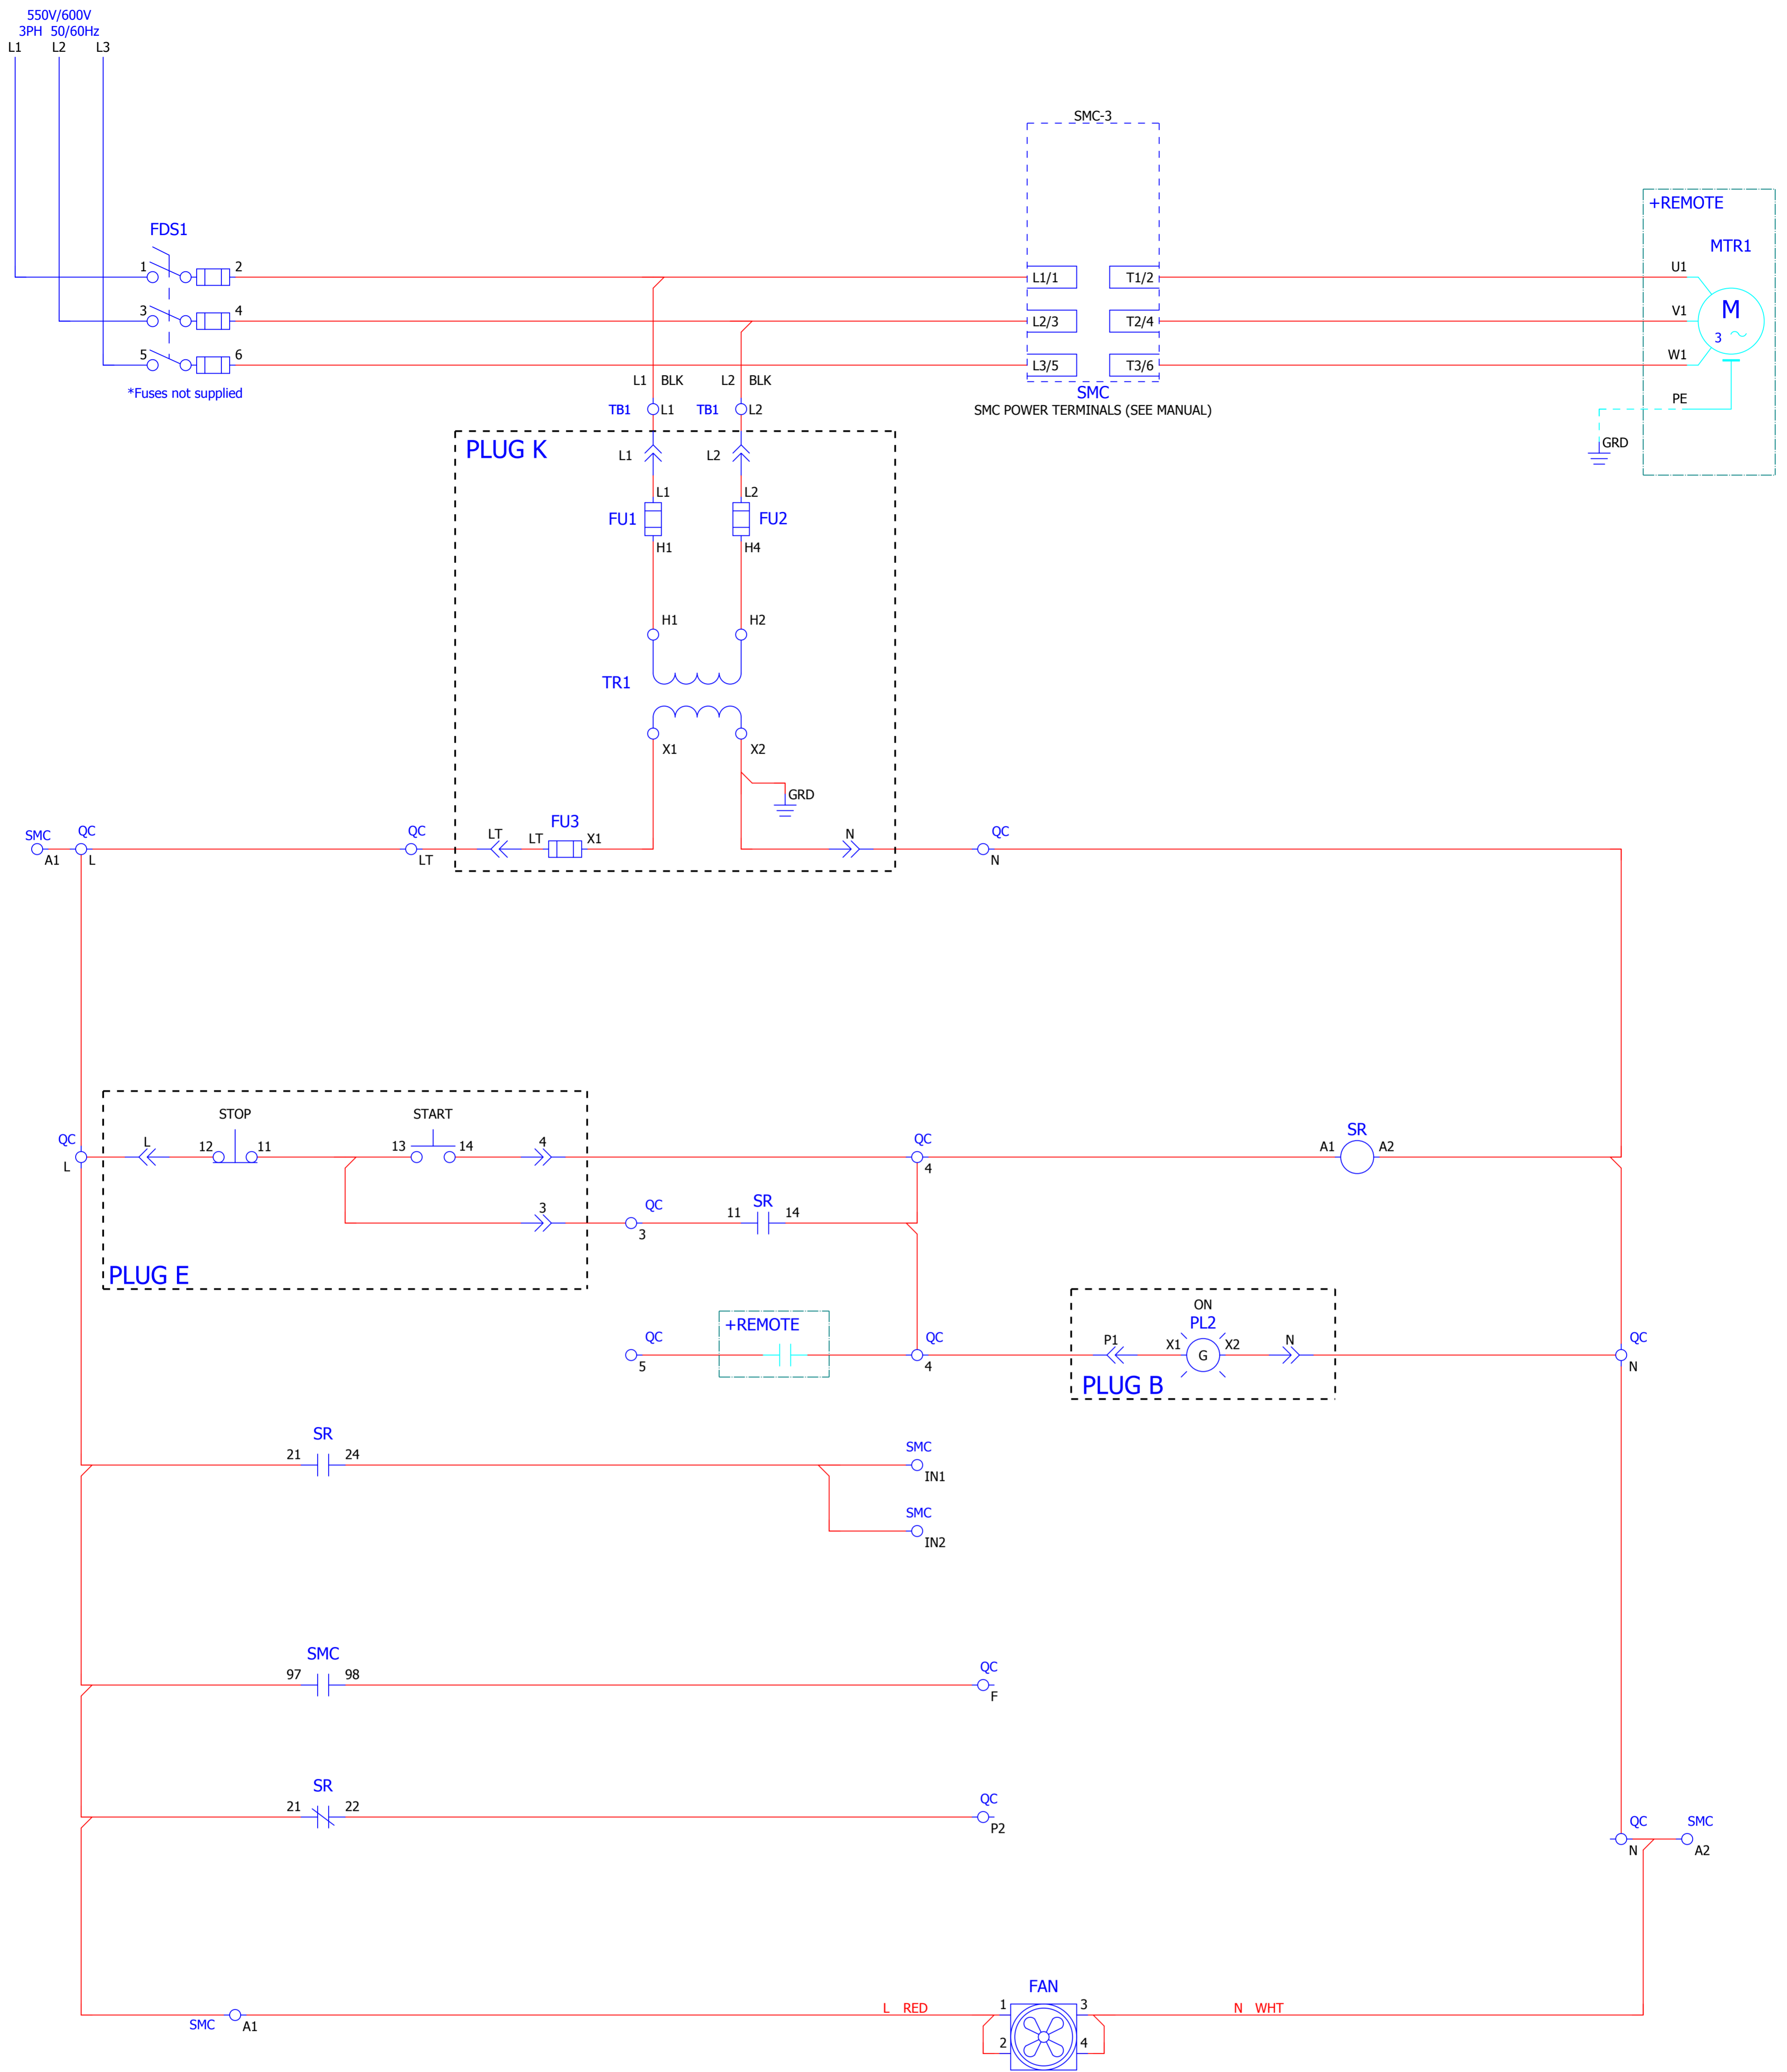 550V/600V
3PH 50/60Hz
L1 L2 L3
SMC-3
+REMOTE
FDS1
MTR1
1 2
L1/1 T1/2
U1
3 4
L2/3 T2/4
V1
M
3
5 6
L3/5 T3/6
W1
*Fuses not supplied
L1 BLK L2 BLK
SMC
SMC POWER TERMINALS (SEE MANUAL)
PE
TB1 L1 TB1 L2
GRD
PLUG K
L1 L2
L1 L2
FU1 FU2
H1 H4
H1 H2
TR1
X1 X2
GRD
SMC QC QC
FU3
LT LT X1 N
QC
A1 L LT N
STOP START
QC L 12 11 13 14 4
QC
SR
A1 A2
L 4
3
QC
SR
11 14
3
PLUG E
ON
+REMOTE
PL2
QC QC
P1 X1 G X2 N
QC
5 4 N
PLUG B
SR
21 24
SMC
IN1
SMC
IN2
SMC
97 98
QC
F
SR
21 22
QC
P2
QC SMC
N A2
FAN
L RED 1 3 N WHT
SMC A1
2 4